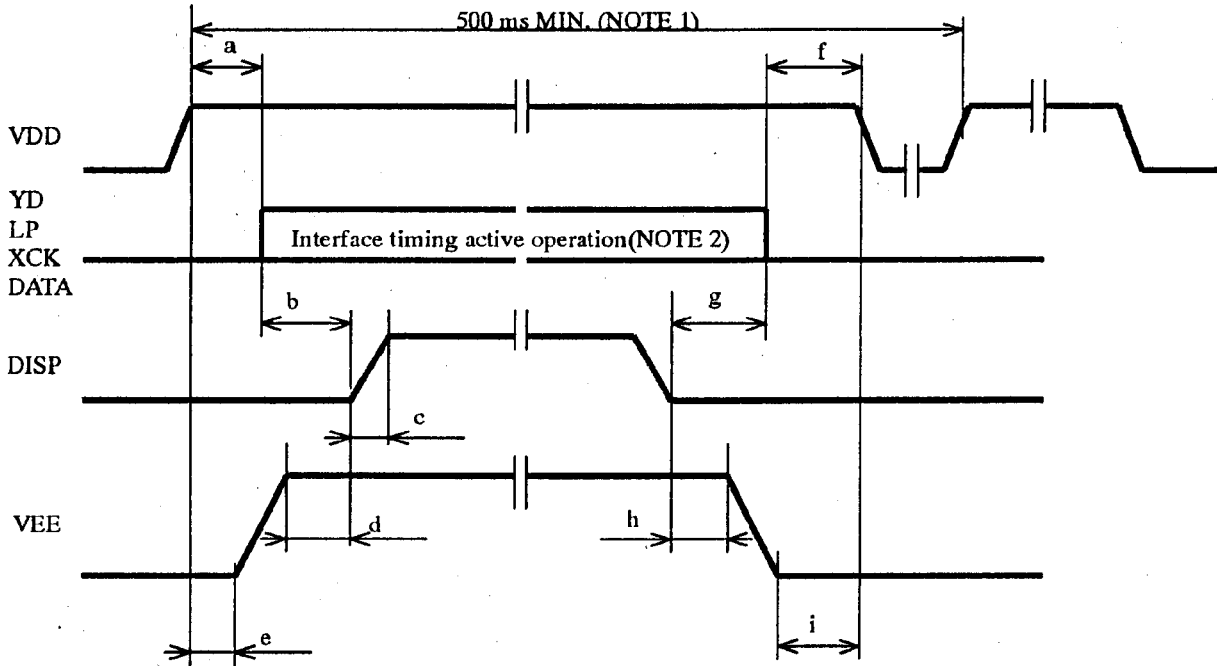 500 ms MIN. (NOTE 1)
a
f
VDD
YD
LP
XCK
DATA
Interface timing active operation(NOTE 2)
b
g
DISP
c
VEE
d
h
e
i